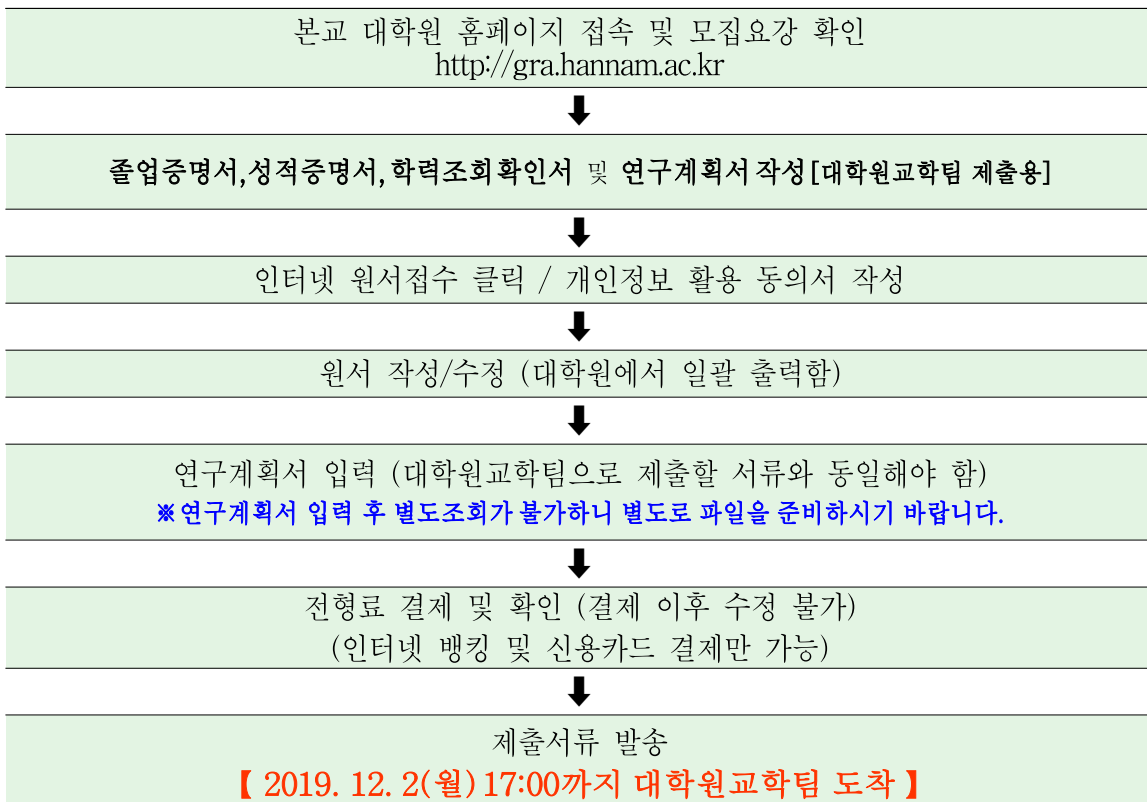 본교 대학원 홈페이지 접속 및 모집요강 확인
http://gra.hannam.ac.kr
졸업증명서,성적증명서,학력조회확인서 및 연구계획서작성[대학원교학팀 제출용]
인터넷 원서접수 클릭 / 개인정보 활용 동의서 작성
원서 작성/수정 (대학원에서 일괄 출력함)
연구계획서 입력 (대학원교학팀으로 제출할 서류와 동일해야 함)
※연구계획서 입력 후 별도조회가 불가하니 별도로 파일을 준비하시기 바랍니다.
전형료 결제 및 확인 (결제 이후 수정 불가)
(인터넷 뱅킹 및 신용카드 결제만 가능)
제출서류 발송
【 2019. 12. 2(월) 17:00까지 대학원교학팀 도착 】